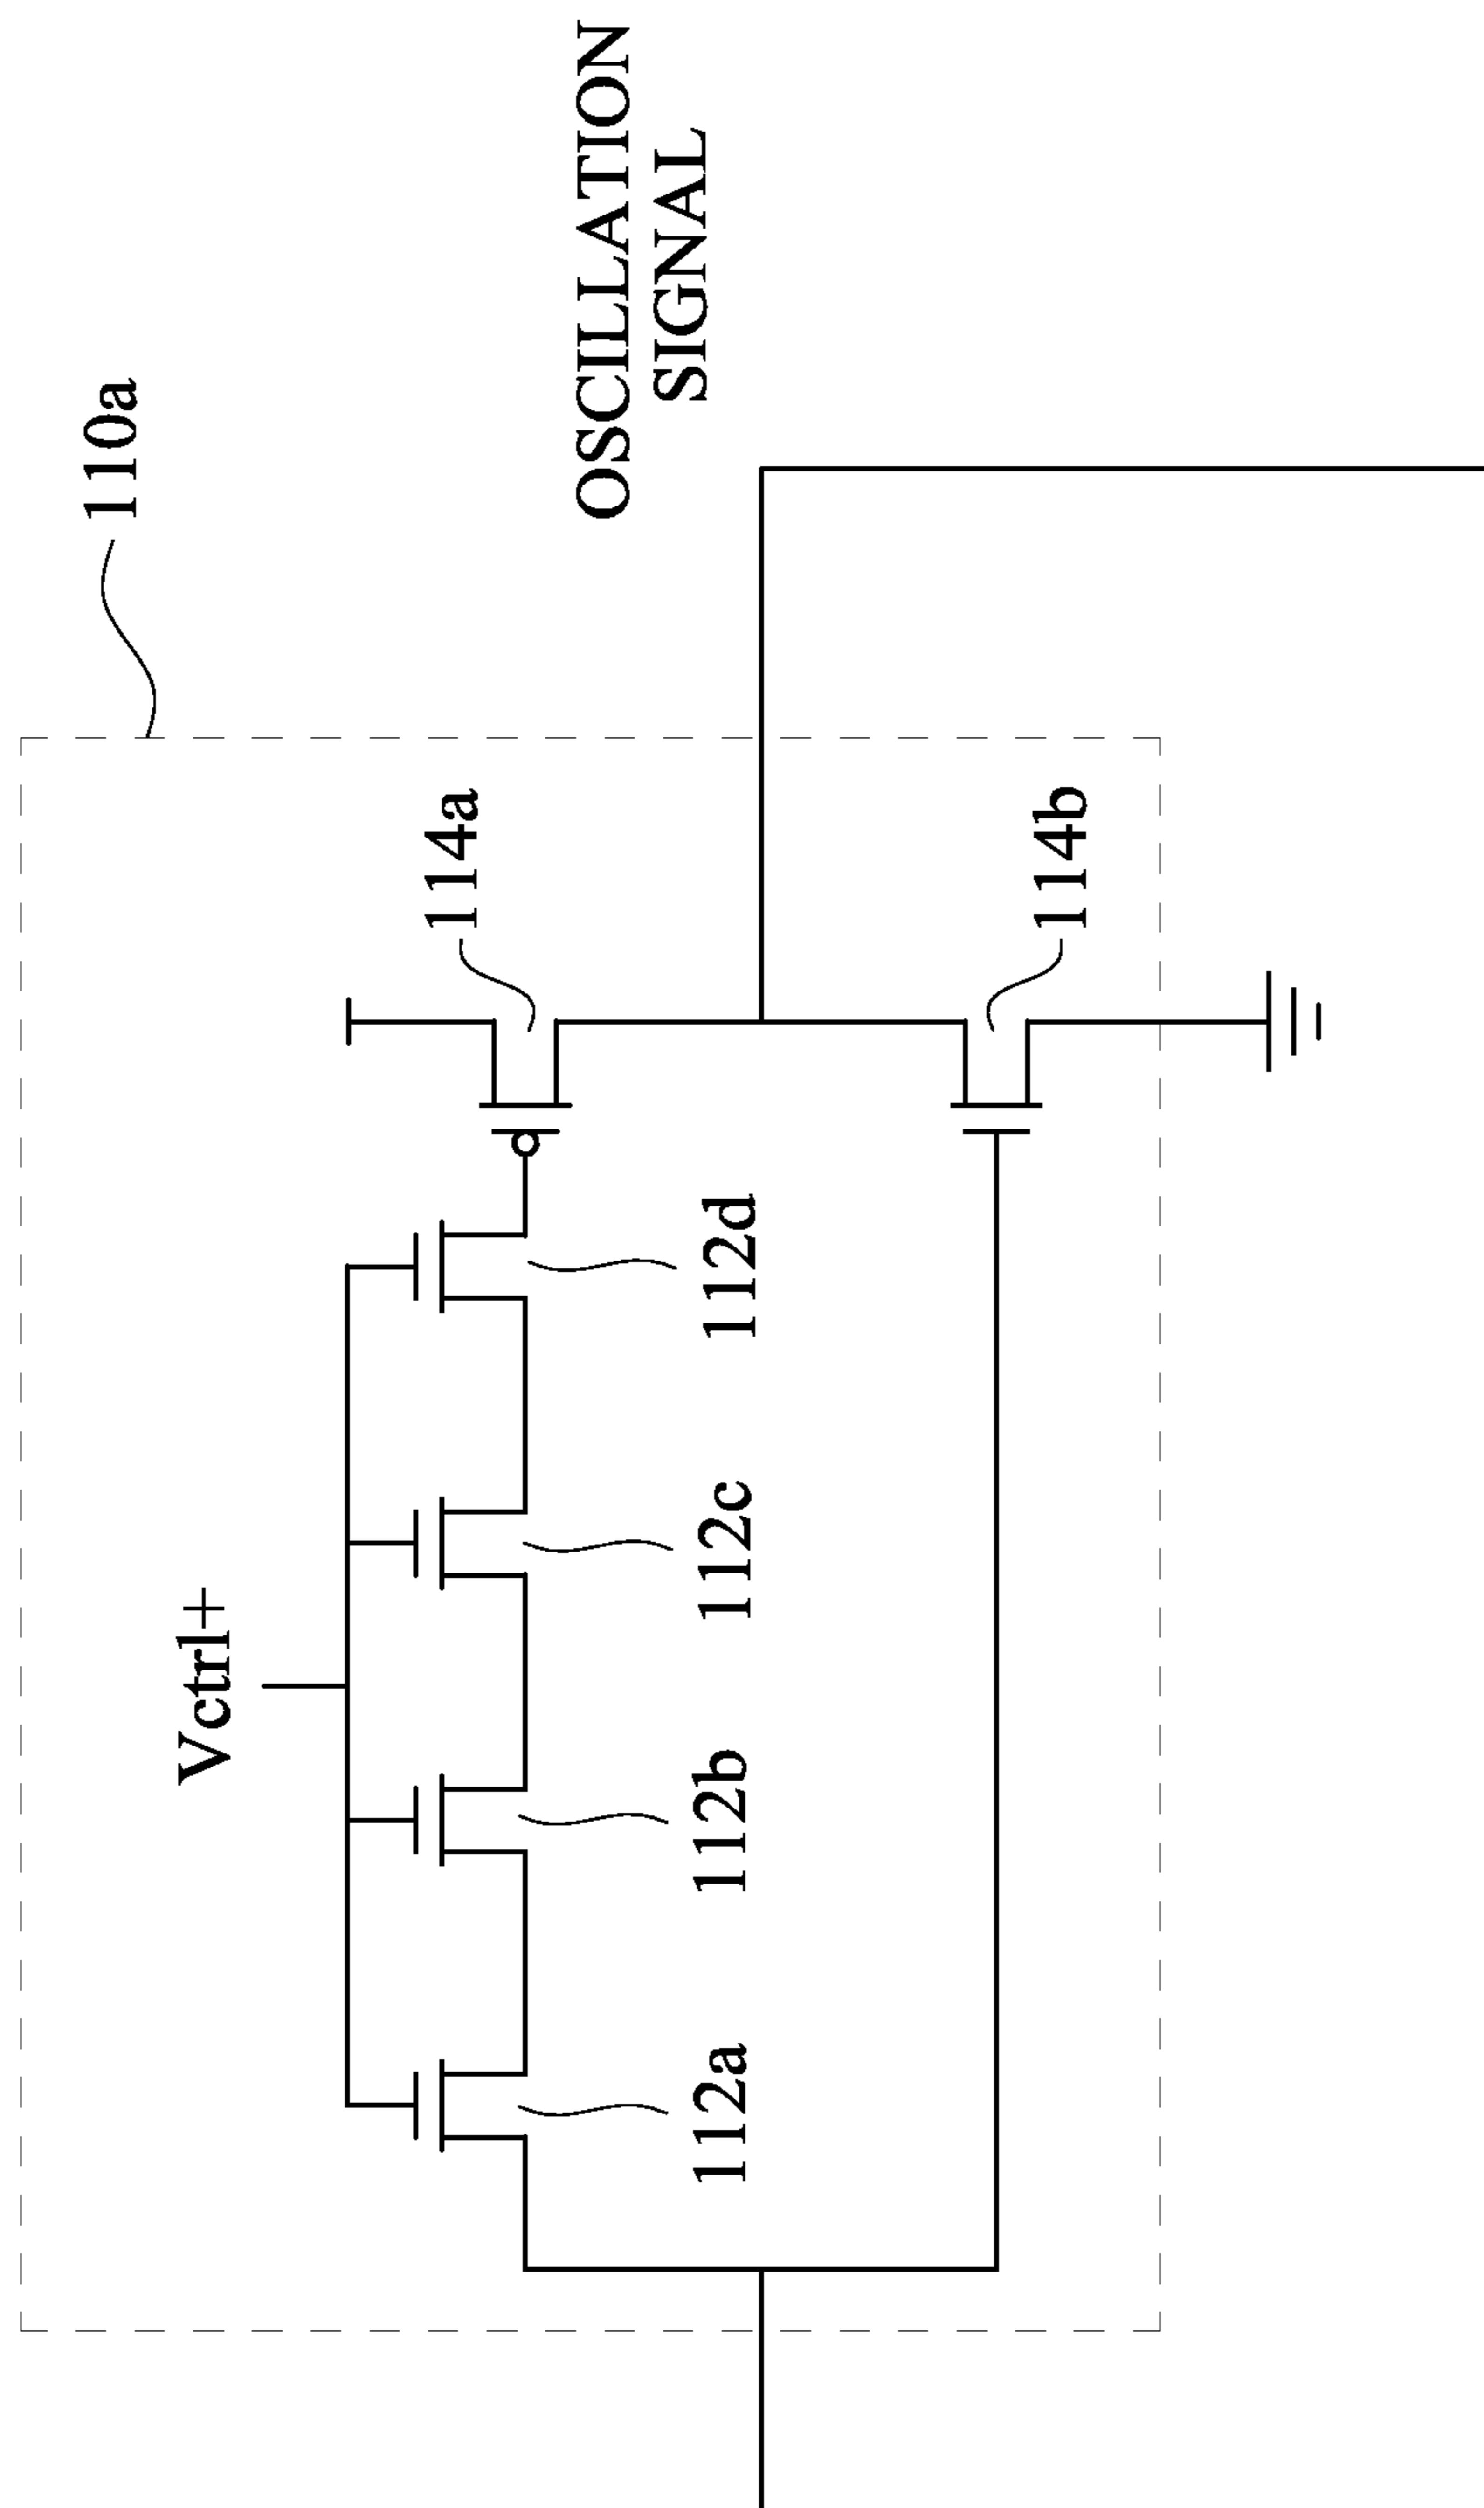 110a
OSCILLATION
SIGNAL
Vctrl+
114a
112a
112b
112c
112d
114b